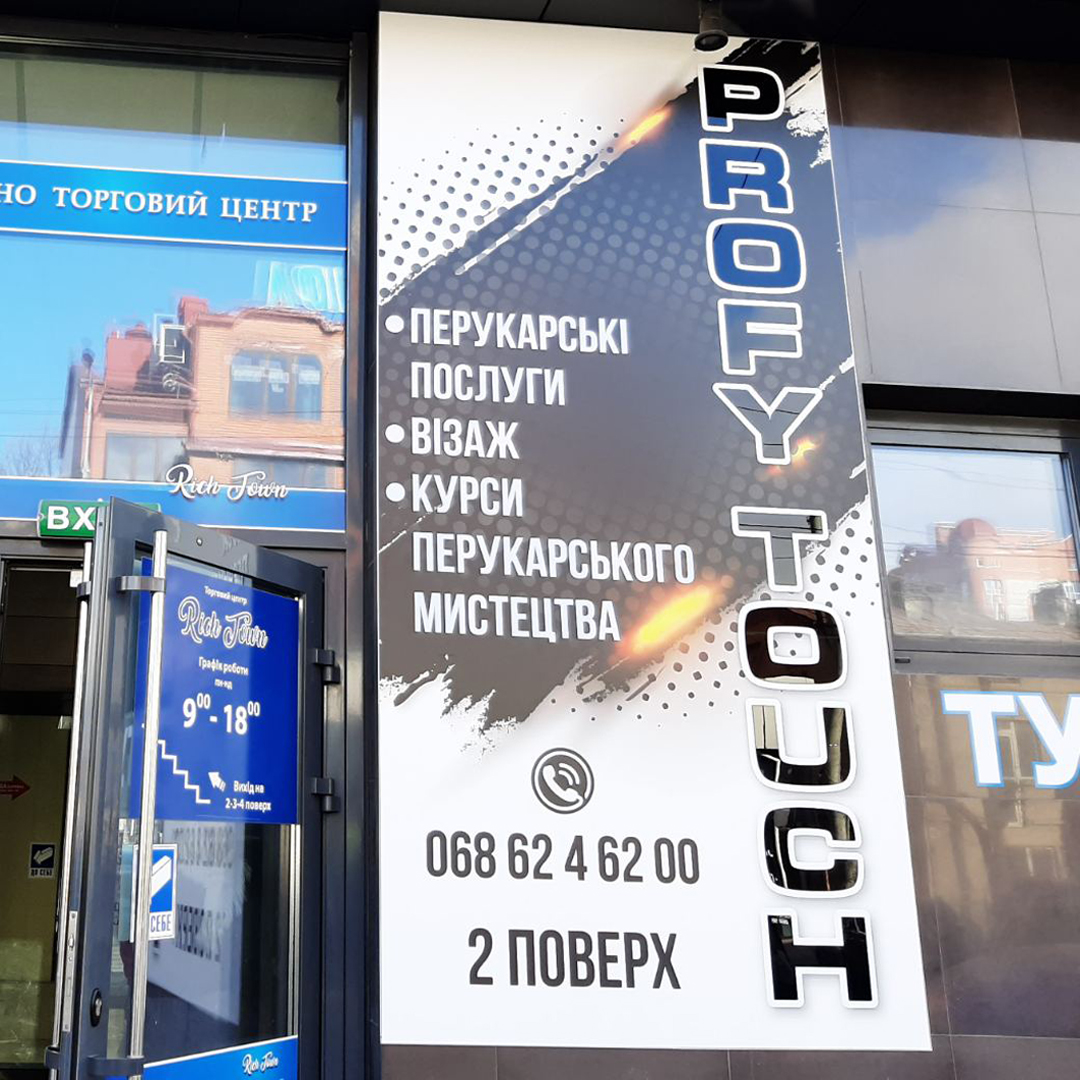 НО ТОРГОВИЙ ЦЕНТР
Rich Town
ВХ
Торговий центр
Rich Town
Графік роботи
пн-нд
9⁰⁰ - 18⁰⁰
Вихід на
2-3-4 поверх
СЕБЕ
Rich Town
PROFY TOUCH
• ПЕРУКАРСЬКІ
ПОСЛУГИ
• ВІЗАЖ
• КУРСИ
ПЕРУКАРСЬКОГО
МИСТЕЦТВА
068 62 4 62 00
2 ПОВЕРХ
ТУ